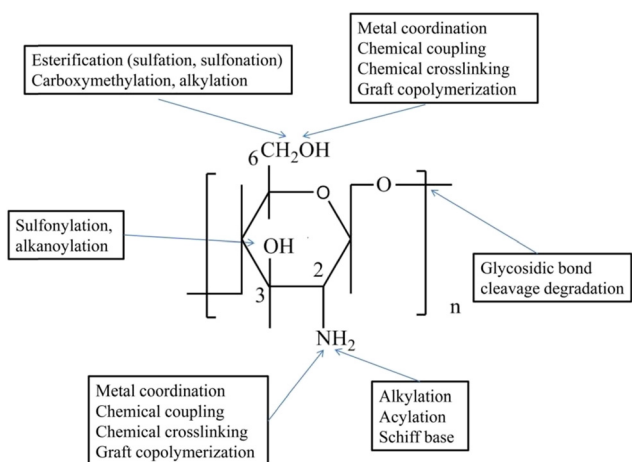 Esterification (sulfation, sulfonation)
Carboxymethylation, alkylation
Metal coordination
Chemical coupling
Chemical crosslinking
Graft copolymerization
6
CH₂OH
O
O
Sulfonylation,
alkanoylation
OH
2
3
NH₂
n
Glycosidic bond
cleavage degradation
Metal coordination
Chemical coupling
Chemical crosslinking
Graft copolymerization
Alkylation
Acylation
Schiff base